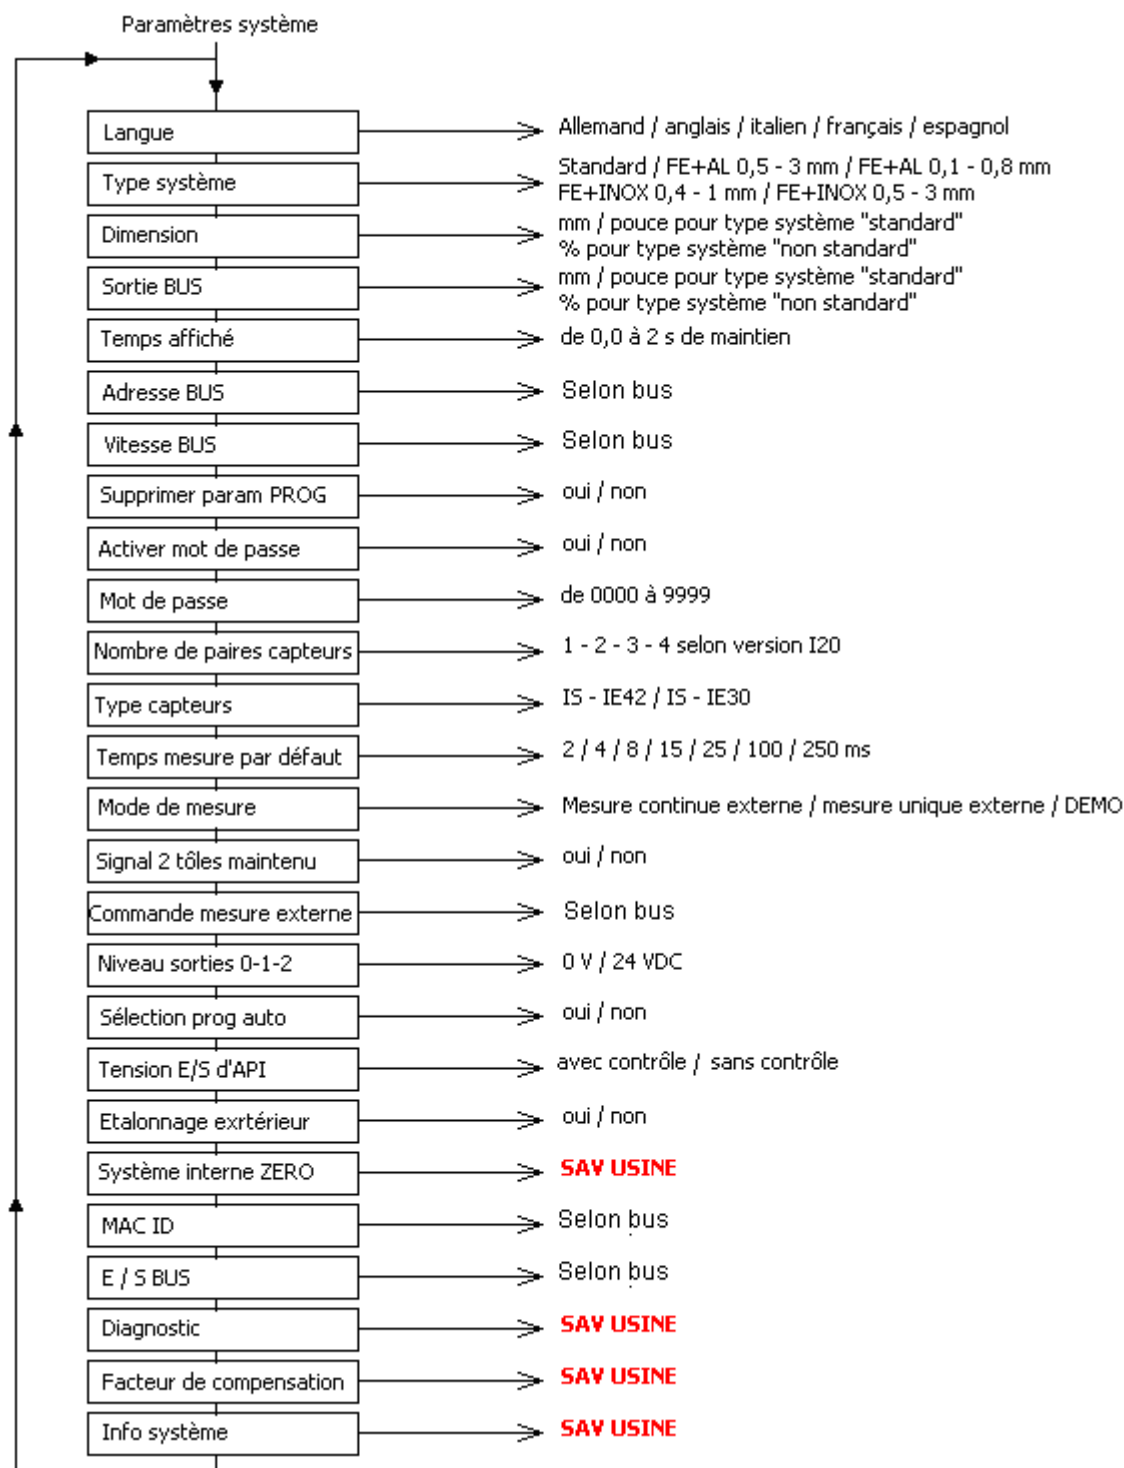 Paramètres système
Langue
Allemand / anglais / italien / français / espagnol
Type système
Standard / FE+AL 0,5 - 3 mm / FE+AL 0,1 - 0,8 mm
FE+INOX 0,4 - 1 mm / FE+INOX 0,5 - 3 mm
Dimension
mm / pouce pour type système "standard"
% pour type système "non standard"
Sortie BUS
mm / pouce pour type système "standard"
% pour type système "non standard"
Temps affiché
de 0,0 à 2 s de maintien
Adresse BUS
Selon bus
Vitesse BUS
Selon bus
Supprimer param PROG
oui / non
Activer mot de passe
oui / non
Mot de passe
de 0000 à 9999
Nombre de paires capteurs
1 - 2 - 3 - 4 selon version I20
Type capteurs
IS - IE42 / IS - IE30
Temps mesure par défaut
2 / 4 / 8 / 15 / 25 / 100 / 250 ms
Mode de mesure
Mesure continue externe / mesure unique externe / DEMO
Signal 2 tôles maintenu
oui / non
Commande mesure externe
Selon bus
Niveau sorties 0-1-2
0 V / 24 VDC
Sélection prog auto
oui / non
Tension E/S d'API
avec contrôle / sans contrôle
Etalonnage exrtérieur
oui / non
Système interne ZERO
SAV USINE
MAC ID
Selon bus
E / S BUS
Selon bus
Diagnostic
SAV USINE
Facteur de compensation
SAV USINE
Info système
SAV USINE